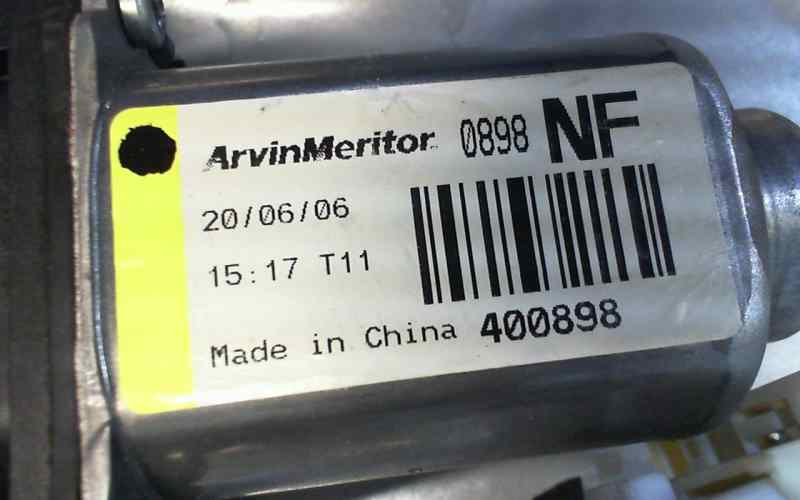 ArvinMeritor 0898 NF
20/06/06
15:17 T11
Made in China 400898